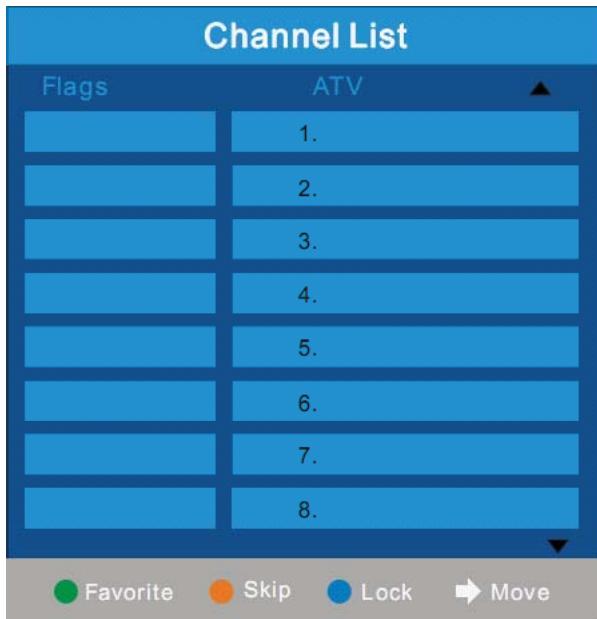 Channel List
Flags ATV
1.
2.
3.
4.
5.
6.
7.
8.
Favorite Skip Lock Move